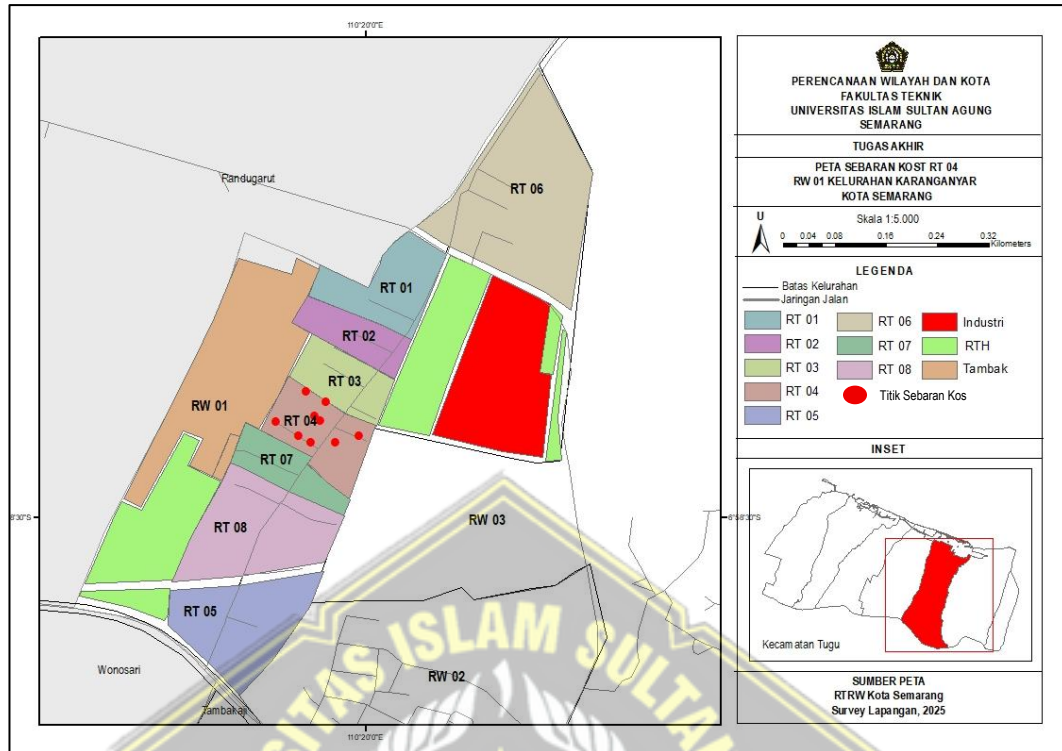 110°20'0"E
Randugarut
RT 06
RT 01
RT 02
RT 03
RW 01
RT 04
RT 07
RT 08
RW 03
RT 05
Wonosari
RW 02
Tambakaji
110°20'0"E
6°58'30"S
ISLAM SULTAN
PERENCANAAN WILAYAH DAN KOTA
FAKULTAS TEKNIK
UNIVERSITAS ISLAM SULTAN AGUNG
SEMARANG
TUGAS AKHIR
PETA SEBARAN KOST RT 04
RW 01 KELURAHAN KARANGANYAR
KOTA SEMARANG
U
Skala 1:5.000
0 0.04 0.08 0.16 0.24 0.32
Kilometers
LEGENDA
Batas Kelurahan
Jaringan Jalan
RT 01 RT 06 Industri
RT 02 RT 07 RTH
RT 03 RT 08 Tambak
RT 04 Titik Sebaran Kos
RT 05
INSET
Kecamatan Tugu
SUMBER PETA
RTRW Kota Semarang
Survey Lapangan, 2025